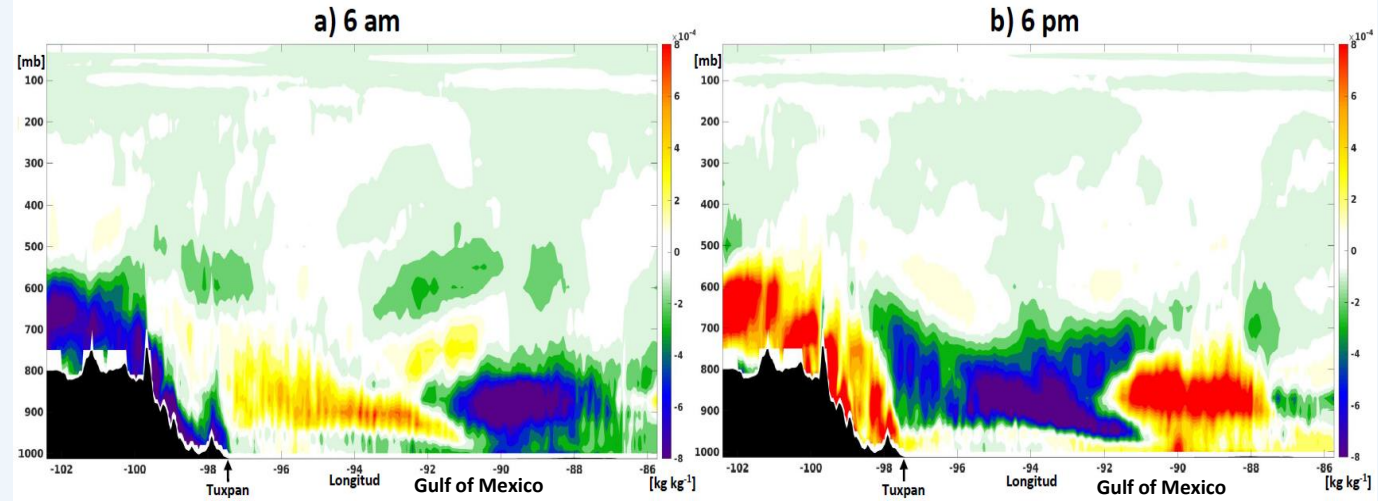 a) 6 am
[mb]
100
200
300
400
500
600
700
800
900
1000
-102 -100 -98 -96 -94 -92 -90 -88 -86
Tuxpan
Longitud
Gulf of Mexico
[kg kg⁻¹]
×10⁻⁴
8
6
4
2
0
-2
-4
-6
-8
b) 6 pm
[mb]
100
200
300
400
500
600
700
800
900
1000
-102 -100 -98 -96 -94 -92 -90 -88 -86
Tuxpan
Longitud
Gulf of Mexico
[kg kg⁻¹]
×10⁻⁴
8
6
4
2
0
-2
-4
-6
-8